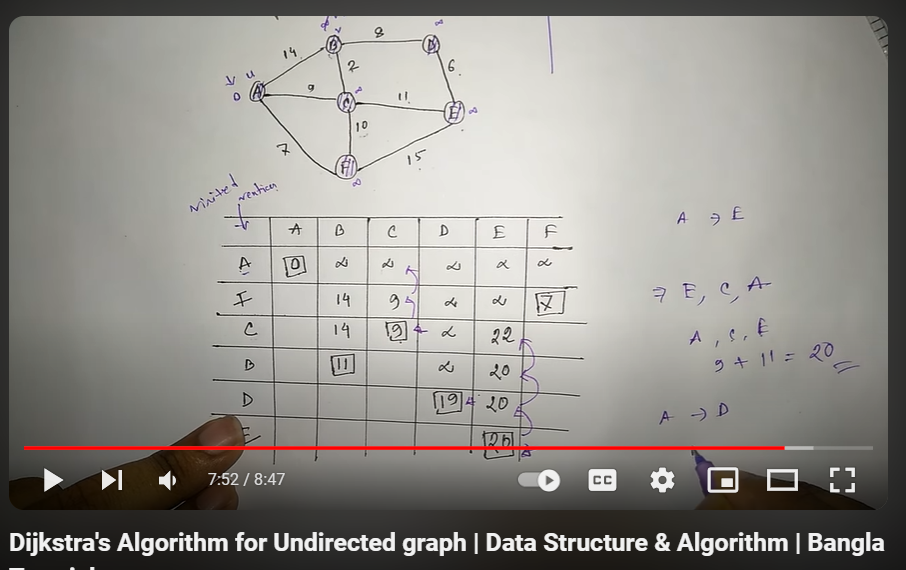 B 8 D
14 2 6
A 9 C 11 E
0
10
7 F 15
visited
A B C D E F
A 0 ∝ ∝ ∝ ∝ ∝
F 14 9 ∝ ∝ 7
C 14 9 ∝ 22
B 11 ∝ 20
D 19 20
E 20
A → E
⇒ E, C, A
A, C, E
9 + 11 = 20
A → D
7:52 / 8:47
CC
Dijkstra's Algorithm for Undirected graph | Data Structure & Algorithm | Bangla